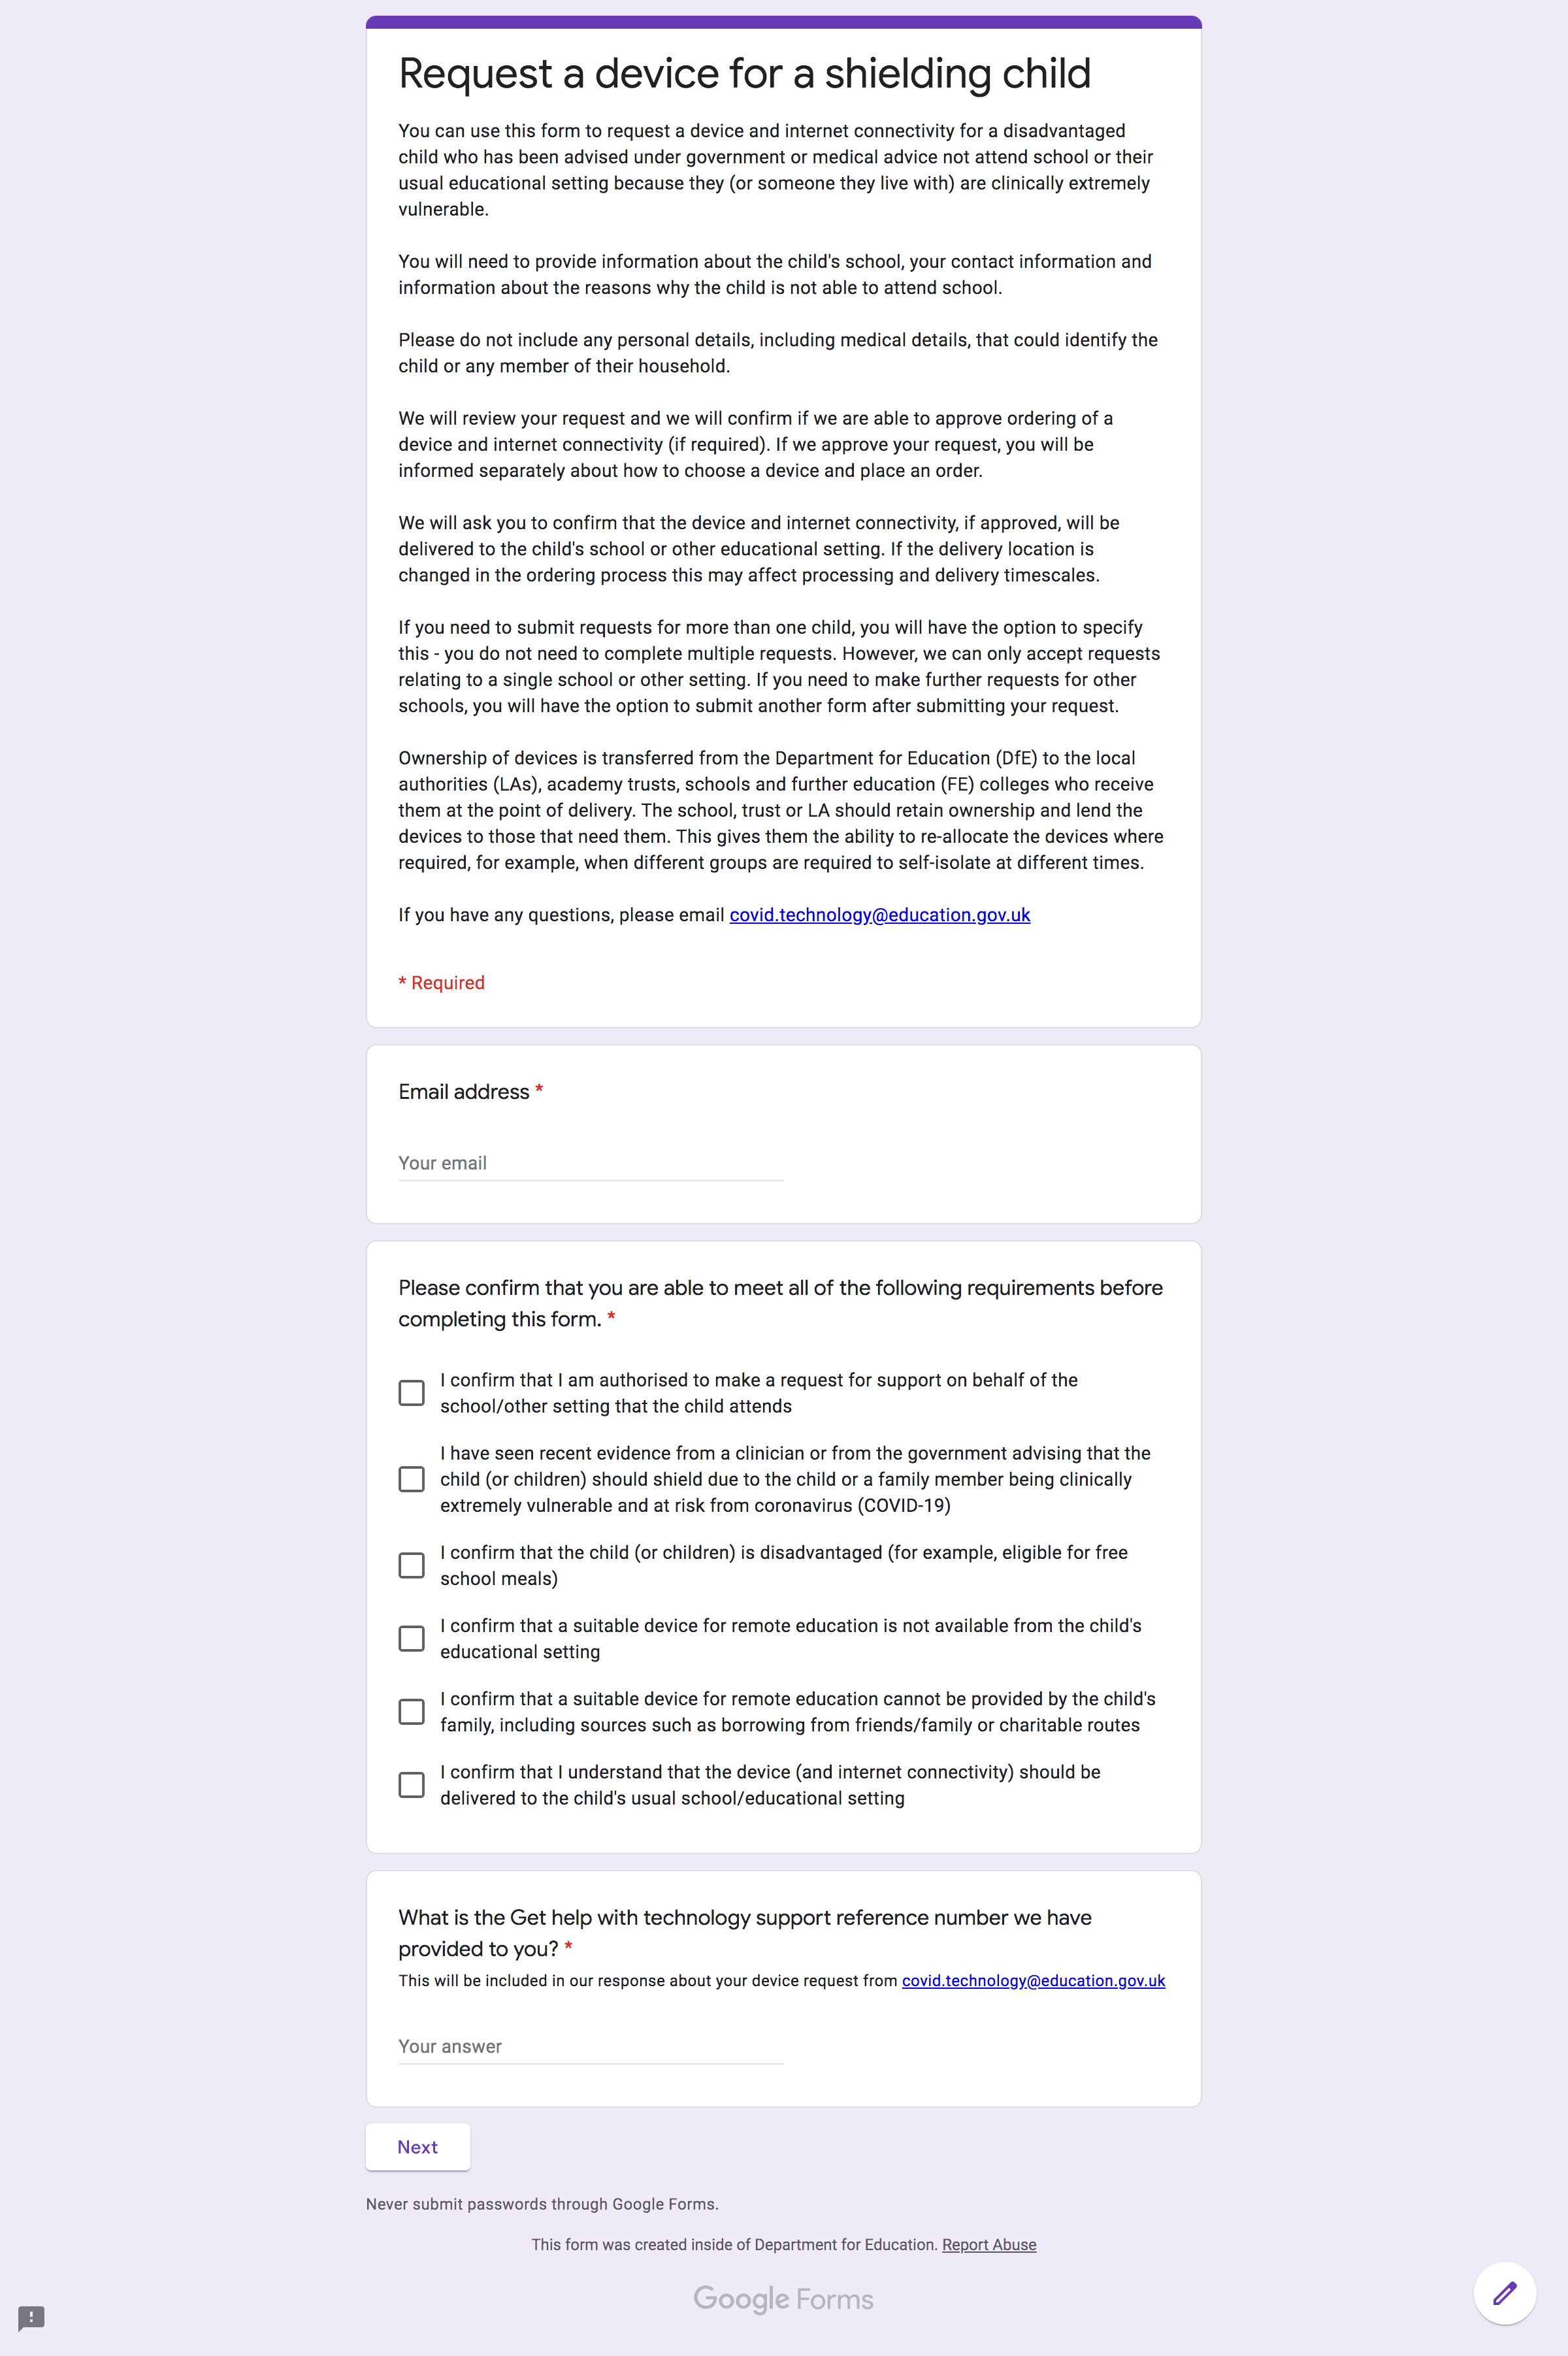 Request a device for a shielding child
You can use this form to request a device and internet connectivity for a disadvantaged
child who has been advised under government or medical advice not attend school or their
usual educational setting because they (or someone they live with) are clinically extremely
vulnerable.
You will need to provide information about the child's school, your contact information and
information about the reasons why the child is not able to attend school.
Please do not include any personal details, including medical details, that could identify the
child or any member of their household.
We will review your request and we will confirm if we are able to approve ordering of a
device and internet connectivity (if required). If we approve your request, you will be
informed separately about how to choose a device and place an order.
We will ask you to confirm that the device and internet connectivity, if approved, will be
delivered to the child's school or other educational setting. If the delivery location is
changed in the ordering process this may affect processing and delivery timescales.
If you need to submit requests for more than one child, you will have the option to specify
this - you do not need to complete multiple requests. However, we can only accept requests
relating to a single school or other setting. If you need to make further requests for other
schools, you will have the option to submit another form after submitting your request.
Ownership of devices is transferred from the Department for Education (DfE) to the local
authorities (LAs), academy trusts, schools and further education (FE) colleges who receive
them at the point of delivery. The school, trust or LA should retain ownership and lend the
devices to those that need them. This gives them the ability to re-allocate the devices where
required, for example, when different groups are required to self-isolate at different times.
If you have any questions, please email covid.technology@education.gov.uk
* Required
Email address *
Your email
Please confirm that you are able to meet all of the following requirements before
completing this form. *
I confirm that I am authorised to make a request for support on behalf of the
school/other setting that the child attends
I have seen recent evidence from a clinician or from the government advising that the
child (or children) should shield due to the child or a family member being clinically
extremely vulnerable and at risk from coronavirus (COVID-19)
I confirm that the child (or children) is disadvantaged (for example, eligible for free
school meals)
I confirm that a suitable device for remote education is not available from the child's
educational setting
I confirm that a suitable device for remote education cannot be provided by the child's
family, including sources such as borrowing from friends/family or charitable routes
I confirm that I understand that the device (and internet connectivity) should be
delivered to the child's usual school/educational setting
What is the Get help with technology support reference number we have
provided to you? *
This will be included in our response about your device request from covid.technology@education.gov.uk
Your answer
Next
Never submit passwords through Google Forms.
This form was created inside of Department for Education. Report Abuse
Google Forms